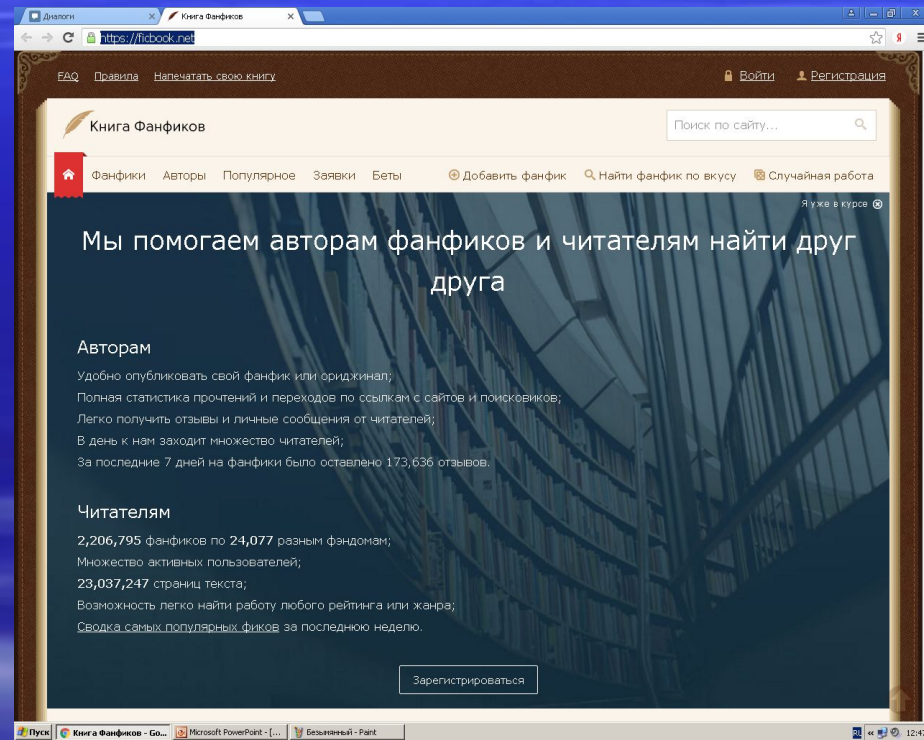 Диалоги
Книга Фанфиков
https://ficbook.net
Я
FAQ Правила Напечатать свою книгу
Войти Регистрация
Книга Фанфиков
Поиск по сайту...
Фанфики Авторы Популярное Заявки Беты Добавить фанфик Найти фанфик по вкусу Случайная работа
Я уже в курсе
Мы помогаем авторам фанфиков и читателям найти друг
друга
Авторам
Удобно опубликовать свой фанфик или ориджинал;
Полная статистика прочтений и переходов по ссылкам с сайтов и поисковиков;
Легко получить отзывы и личные сообщения от читателей;
В день к нам заходит множество читателей;
За последние 7 дней на фанфики было оставлено 173,636 отзывов.
Читателям
2,206,795 фанфиков по 24,077 разным фэндомам;
Множество активных пользователей;
23,037,247 страниц текста;
Возможность легко найти работу любого рейтинга или жанра;
Сводка самых популярных фиков за последнюю неделю.
Зарегистрироваться
Пуск Книга Фанфиков - Go... Microsoft PowerPoint - [... Безымянный - Paint RU « 12:47